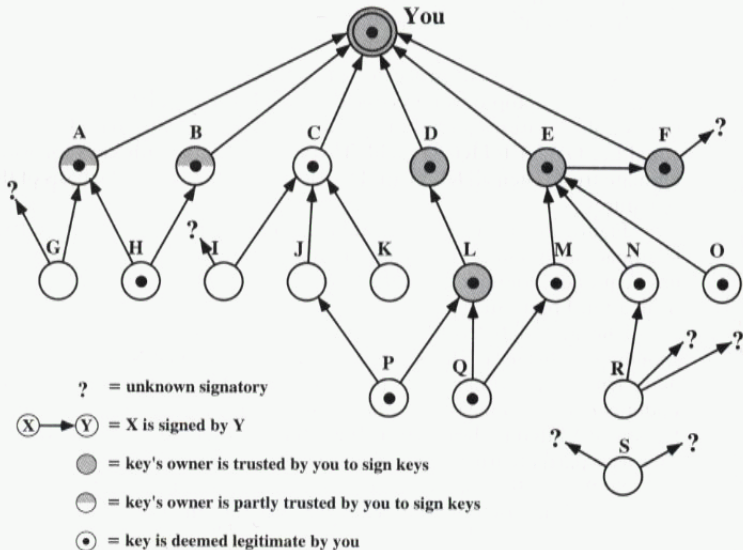 You
A B C D E F
?
?
G H ? I J K L M N O
P Q R ? ?
? = unknown signatory
X Y = X is signed by Y
? S ?
= key's owner is trusted by you to sign keys
= key's owner is partly trusted by you to sign keys
= key is deemed legitimate by you